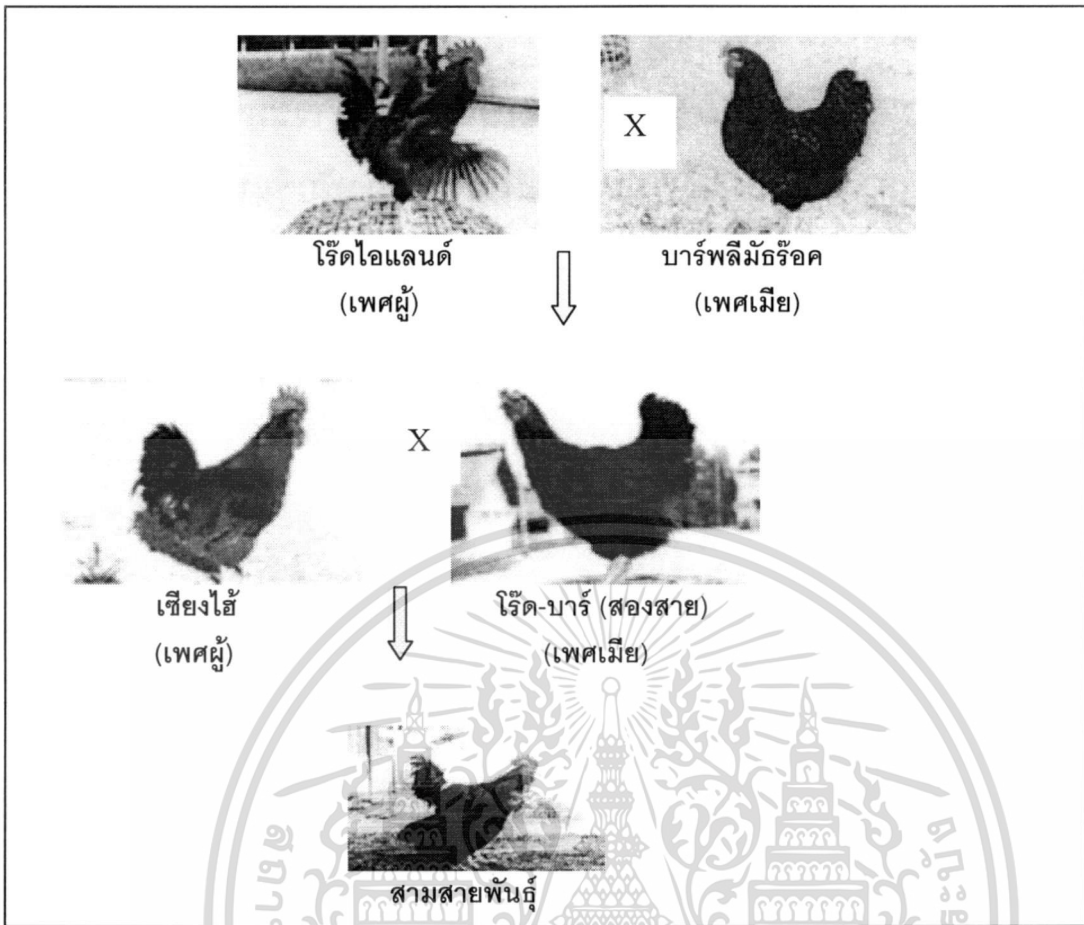 X
โร๊ดไอแลนด์
(เพศผู้)
บาร์พลีมัธร๊อค
(เพศเมีย)
X
เซียงไฮ้
(เพศผู้)
โร๊ด-บาร์ (สองสาย)
(เพศเมีย)
สามสายพันธุ์